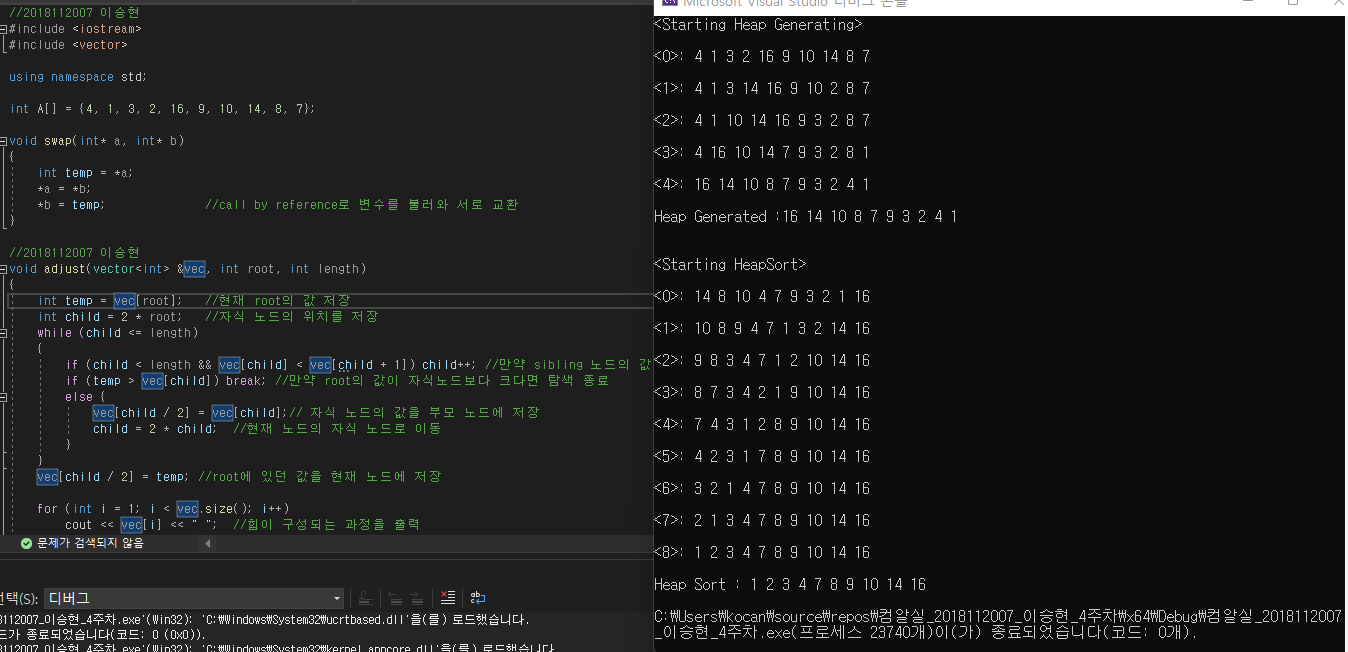 //2018112007 이승현
#include <iostream>
#include <vector>
using namespace std;
int A[] = {4, 1, 3, 2, 16, 9, 10, 14, 8, 7};
void swap(int* a, int* b)
{
int temp = *a;
*a = *b;
*b = temp; //call by reference로 변수를 불러와 서로 교환
}
//2018112007 이승현
void adjust(vector<int> &vec, int root, int length)
{
int temp = vec[root]; //현재 root의 값 저장
int child = 2 * root; //자식 노드의 위치를 저장
while (child <= length)
{
if (child < length && vec[child] < vec[child + 1]) child++; //만약 sibling 노드의 값
if (temp > vec[child]) break; //만약 root의 값이 자식노드보다 크다면 탐색 종료
else {
vec[child / 2] = vec[child];// 자식 노드의 값을 부모 노드에 저장
child = 2 * child; //현재 노드의 자식 노드로 이동
}
}
vec[child / 2] = temp; //root에 있던 값을 현재 노드에 저장
for (int i = 1; i < vec.size(); i++)
cout << vec[i] << " "; //힙이 구성되는 과정을 출력
문제가 검색되지 않음
선택(S): 디버그
8112007_이승현_4주차.exe'(Win32): 'C:\Windows\System32\ucrtbased.dll'을(를) 로드했습니다.
드가 종료되었습니다(코드: 0 (0x0)).
8112007_이승현_4주차.exe'(Win32): 'C:\Windows\System32\kernel.appcore.dll'을(를) 로드했습니다.
Microsoft Visual Studio 디버그 콘솔
<Starting Heap Generating>
<0>: 4 1 3 2 16 9 10 14 8 7
<1>: 4 1 3 14 16 9 10 2 8 7
<2>: 4 1 10 14 16 9 3 2 8 7
<3>: 4 16 10 14 7 9 3 2 8 1
<4>: 16 14 10 8 7 9 3 2 4 1
Heap Generated :16 14 10 8 7 9 3 2 4 1
<Starting HeapSort>
<0>: 14 8 10 4 7 9 3 2 1 16
<1>: 10 8 9 4 7 1 3 2 14 16
<2>: 9 8 3 4 7 1 2 10 14 16
<3>: 8 7 3 4 2 1 9 10 14 16
<4>: 7 4 3 1 2 8 9 10 14 16
<5>: 4 2 3 1 7 8 9 10 14 16
<6>: 3 2 1 4 7 8 9 10 14 16
<7>: 2 1 3 4 7 8 9 10 14 16
<8>: 1 2 3 4 7 8 9 10 14 16
Heap Sort : 1 2 3 4 7 8 9 10 14 16
C:\Users\kocan\source\repos\컴알실_2018112007_이승현_4주차\x64\Debug\컴알실_2018112007
_이승현_4주차.exe(프로세스 23740개)이(가) 종료되었습니다(코드: 0개).